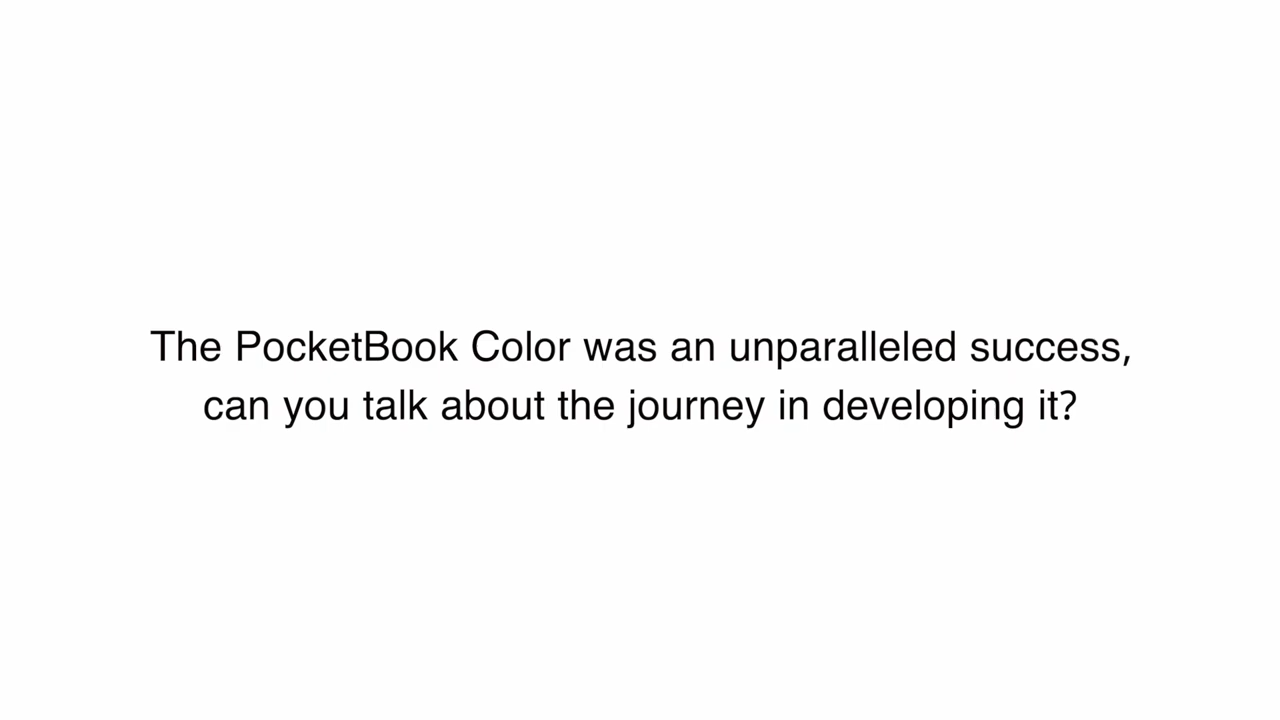 The PocketBook Color was an unparalleled success,
can you talk about the journey in developing it?